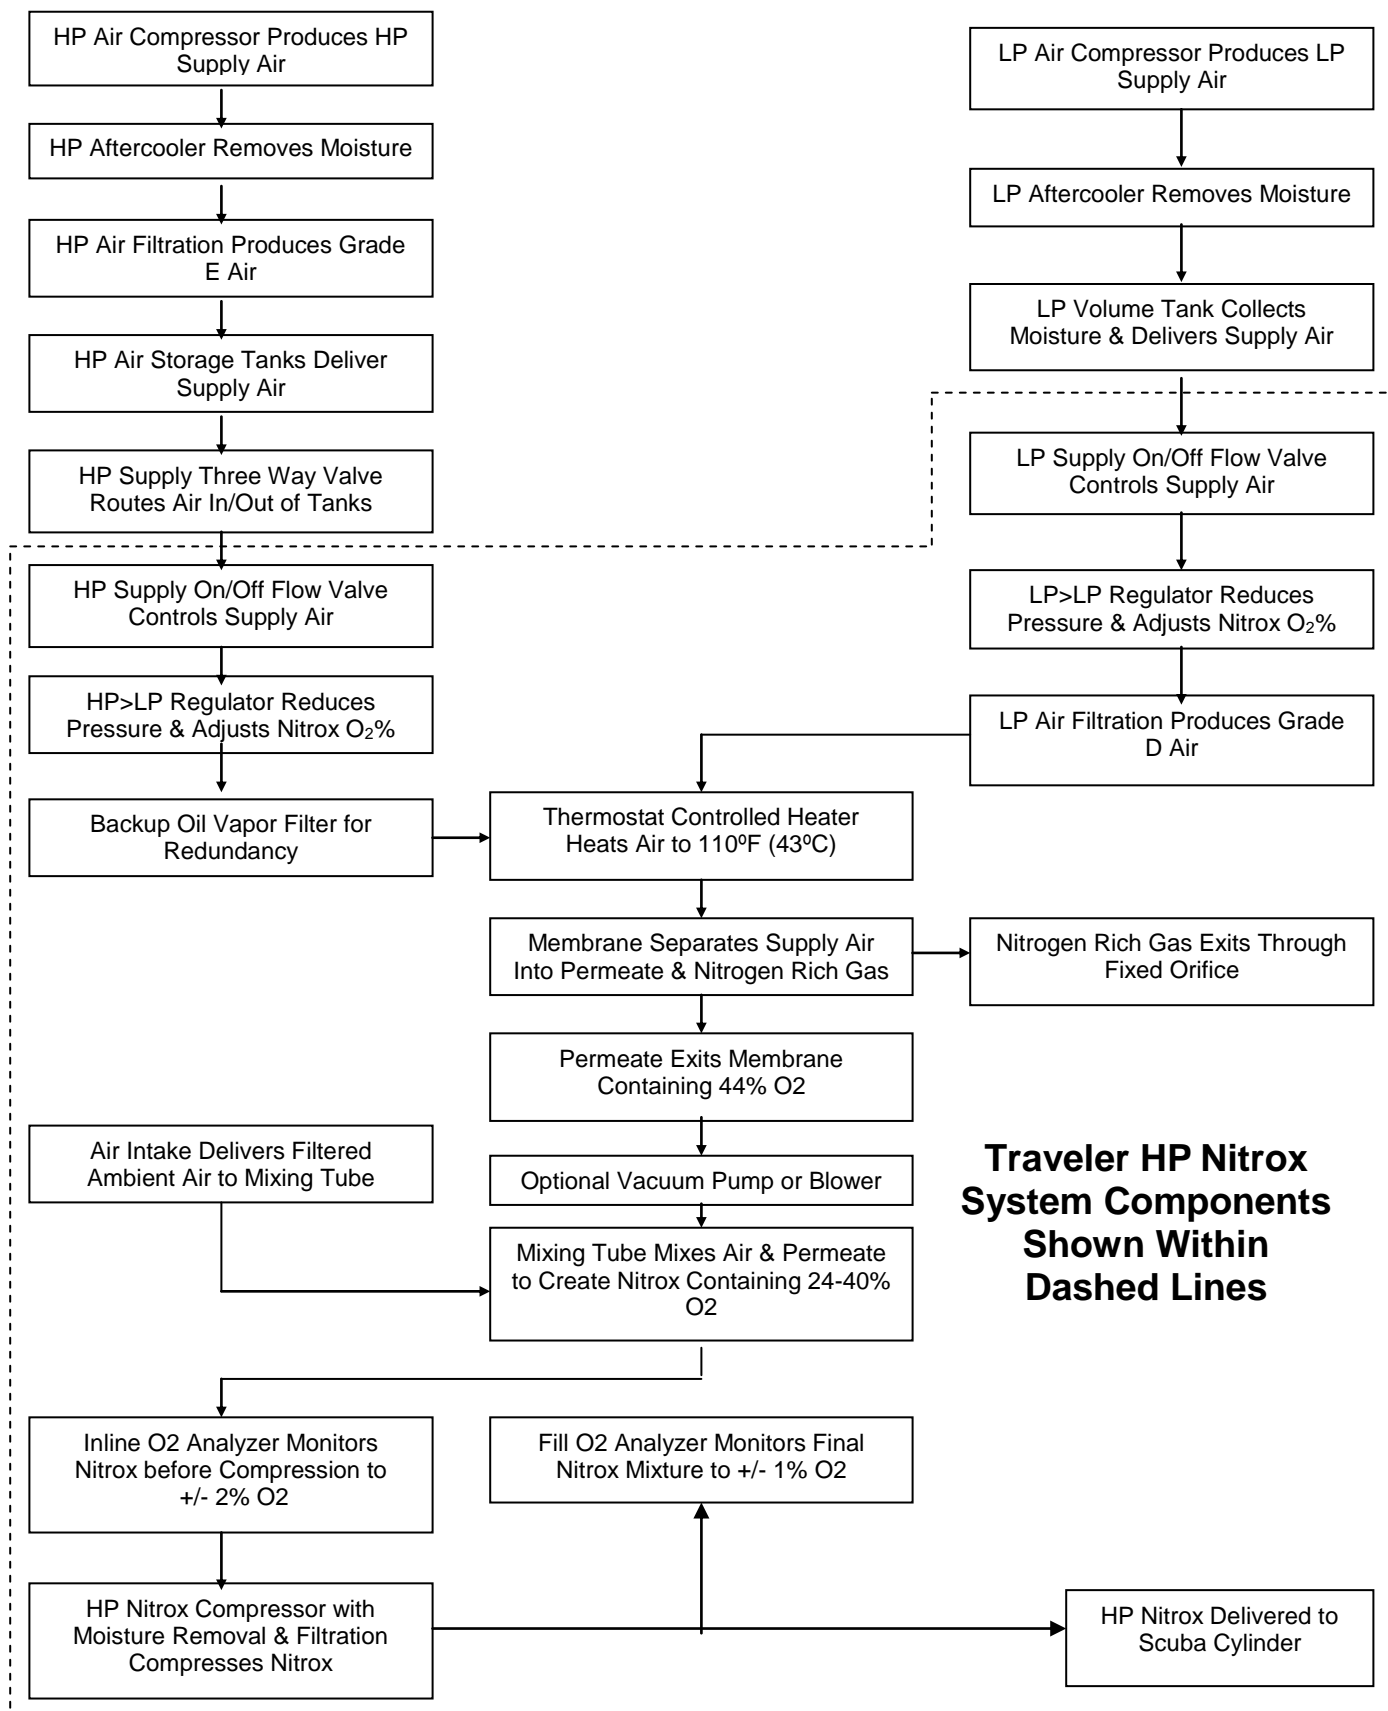 HP Air Compressor Produces HP
Supply Air
LP Air Compressor Produces LP
Supply Air
HP Aftercooler Removes Moisture
LP Aftercooler Removes Moisture
HP Air Filtration Produces Grade
E Air
LP Volume Tank Collects
Moisture & Delivers Supply Air
HP Air Storage Tanks Deliver
Supply Air
HP Supply Three Way Valve
Routes Air In/Out of Tanks
LP Supply On/Off Flow Valve
Controls Supply Air
HP Supply On/Off Flow Valve
Controls Supply Air
LP>LP Regulator Reduces
Pressure & Adjusts Nitrox O₂%
HP>LP Regulator Reduces
Pressure & Adjusts Nitrox O₂%
LP Air Filtration Produces Grade
D Air
Backup Oil Vapor Filter for
Redundancy
Thermostat Controlled Heater
Heats Air to 110ºF (43ºC)
Membrane Separates Supply Air
Into Permeate & Nitrogen Rich Gas
Nitrogen Rich Gas Exits Through
Fixed Orifice
Permeate Exits Membrane
Containing 44% O2
Air Intake Delivers Filtered
Ambient Air to Mixing Tube
Optional Vacuum Pump or Blower
Mixing Tube Mixes Air & Permeate
to Create Nitrox Containing 24-40%
O2
Traveler HP Nitrox
System Components
Shown Within
Dashed Lines
Inline O2 Analyzer Monitors
Nitrox before Compression to
+/- 2% O2
Fill O2 Analyzer Monitors Final
Nitrox Mixture to +/- 1% O2
HP Nitrox Compressor with
Moisture Removal & Filtration
Compresses Nitrox
HP Nitrox Delivered to
Scuba Cylinder